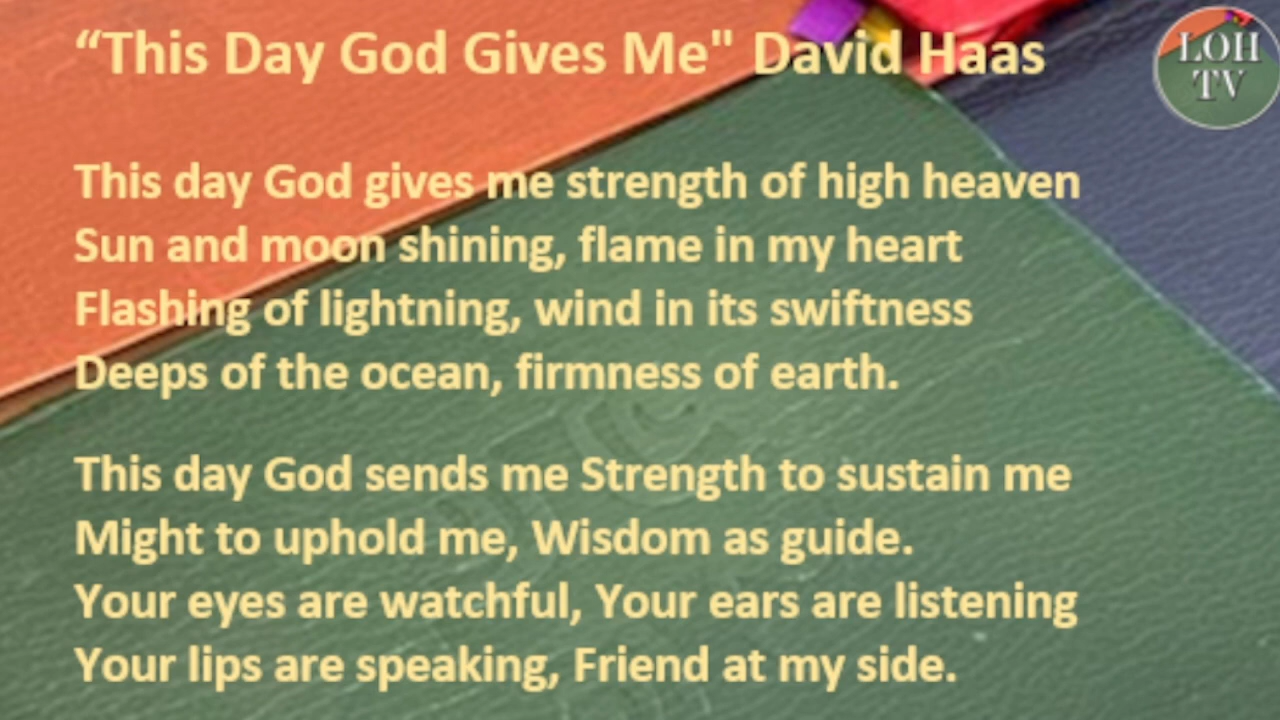 “This Day God Gives Me" David Haas
LOH
TV
This day God gives me strength of high heaven
Sun and moon shining, flame in my heart
Flashing of lightning, wind in its swiftness
Deeps of the ocean, firmness of earth.
This day God sends me Strength to sustain me
Might to uphold me, Wisdom as guide.
Your eyes are watchful, Your ears are listening
Your lips are speaking, Friend at my side.